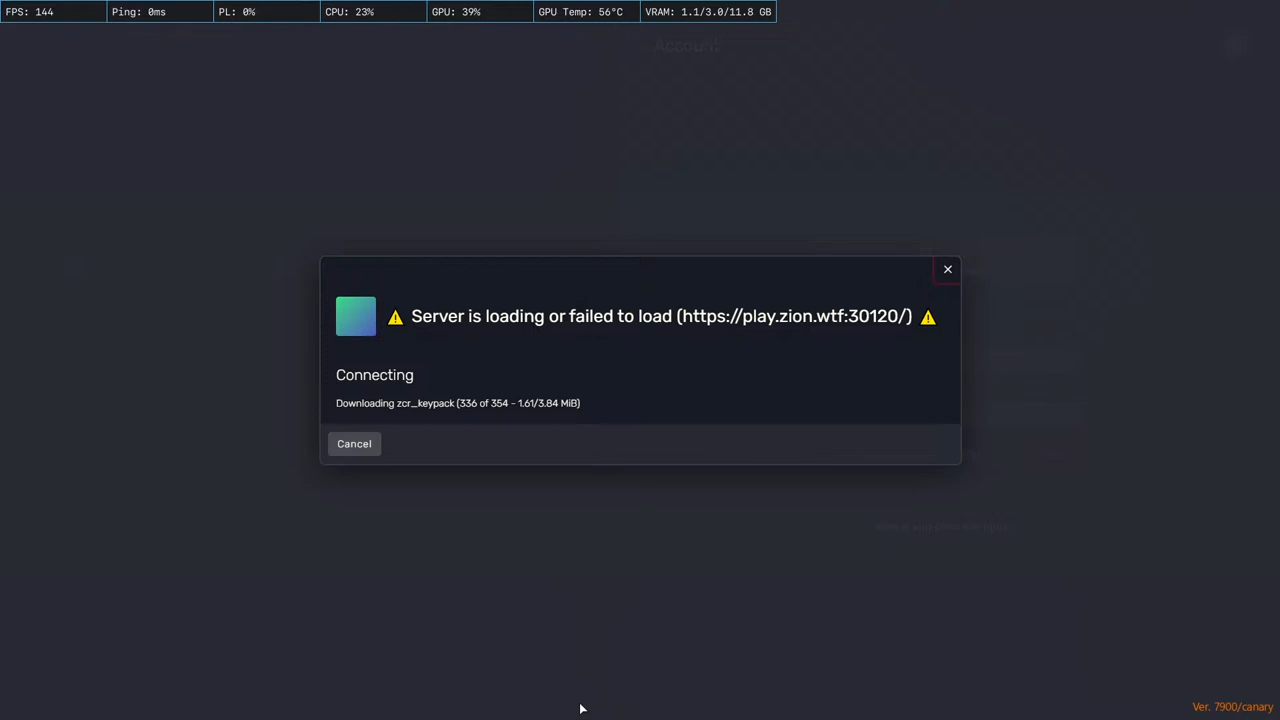 FPS: 144 Ping: 0ms PL: 0% CPU: 23% GPU: 39% GPU Temp: 56°C VRAM: 1.1/3.0/11.8 GB
Account
⚠ Server is loading or failed to load (https://play.zion.wtf:30120/) ⚠
Connecting
Downloading zcr_keypack (336 of 354 - 1.61/3.84 MiB)
Cancel
Ver. 7900/canary